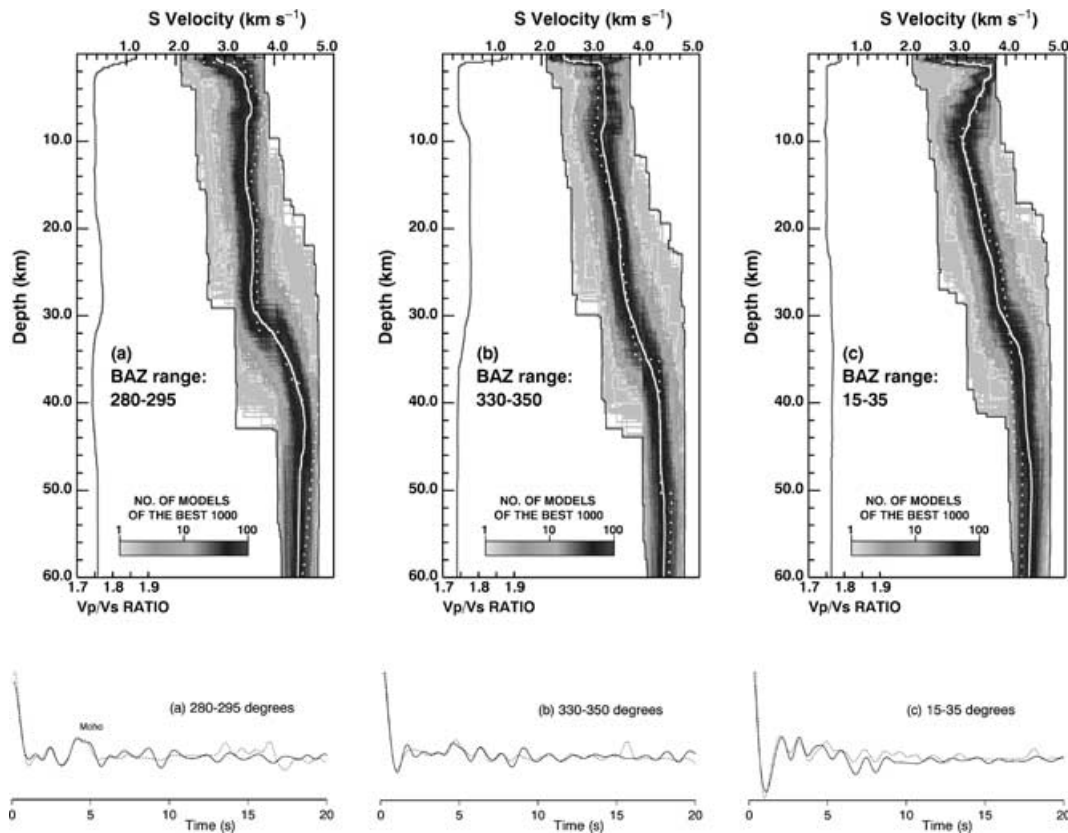 S Velocity (km s⁻¹)
1.0 2.0 3.0 4.0 5.0
Depth (km)
10.0
20.0
30.0
40.0
50.0
60.0
(a)
BAZ range:
280-295
NO. OF MODELS
OF THE BEST 1000
1 10 100
1.7 1.8 1.9
Vp/Vs RATIO
S Velocity (km s⁻¹)
1.0 2.0 3.0 4.0 5.0
Depth (km)
10.0
20.0
30.0
40.0
50.0
60.0
(b)
BAZ range:
330-350
NO. OF MODELS
OF THE BEST 1000
1 10 100
1.7 1.8 1.9
Vp/Vs RATIO
S Velocity (km s⁻¹)
1.0 2.0 3.0 4.0 5.0
Depth (km)
10.0
20.0
30.0
40.0
50.0
60.0
(c)
BAZ range:
15-35
NO. OF MODELS
OF THE BEST 1000
1 10 100
1.7 1.8 1.9
Vp/Vs RATIO
(a) 280-295 degrees
Moho
0 5 10 15 20
Time (s)
(b) 330-350 degrees
0 5 10 15 20
Time (s)
(c) 15-35 degrees
0 5 10 15 20
Time (s)